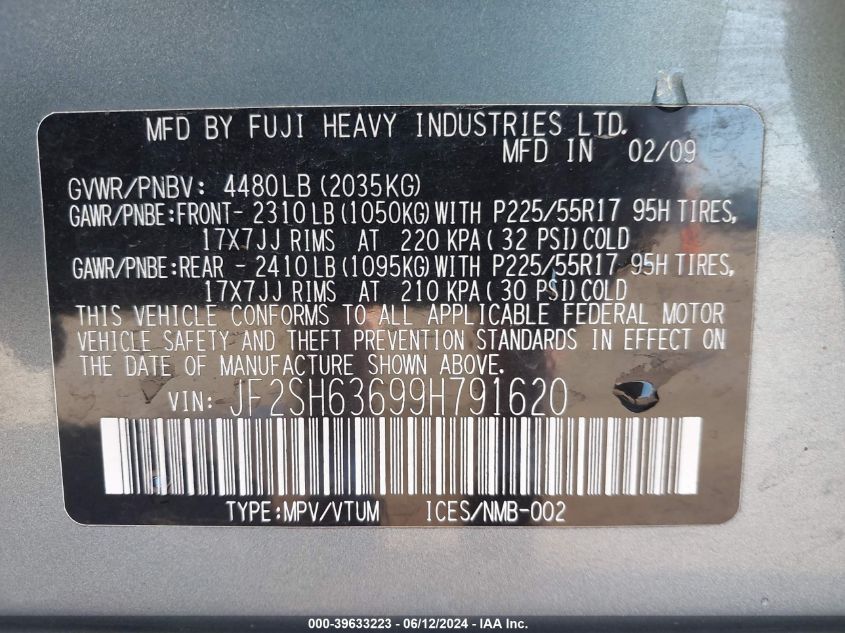 MFD BY FUJI HEAVY INDUSTRIES LTD.
MFD IN 02/09
GVWR/PNBV: 4480LB (2035KG)
GAWR/PNBE:FRONT- 2310LB (1050KG) WITH P225/55R17 95H TIRES,
17X7JJ RIMS AT 220 KPA ( 32 PSI) COLD
GAWR/PNBE:REAR - 2410LB (1095KG) WITH P225/55R17 95H TIRES,
17X7JJ RIMS AT 210 KPA ( 30 PSI) COLD
THIS VEHICLE CONFORMS TO ALL APPLICABLE FEDERAL MOTOR
VEHICLE SAFETY AND THEFT PREVENTION STANDARDS IN EFFECT ON
THE DATE OF MANUFACTURE SHOWN ABOVE.
VIN: JF2SH63699H791620
TYPE:MPV/VTUM ICES/NMB-002
000-39633223 - 06/12/2024 - IAA Inc.